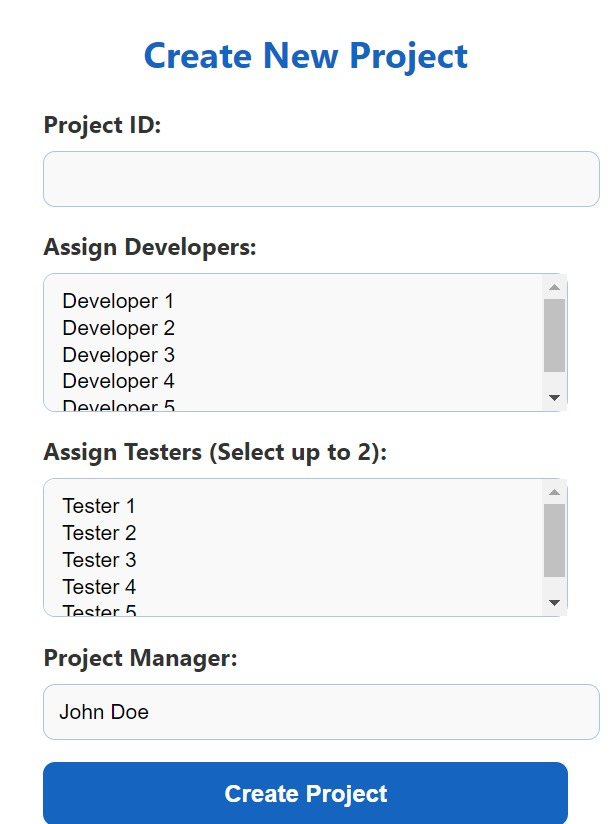 Create New Project
Project ID:
Assign Developers:
Developer 1
Developer 2
Developer 3
Developer 4
Developer 5
Assign Testers (Select up to 2):
Tester 1
Tester 2
Tester 3
Tester 4
Tester 5
Project Manager:
John Doe
Create Project